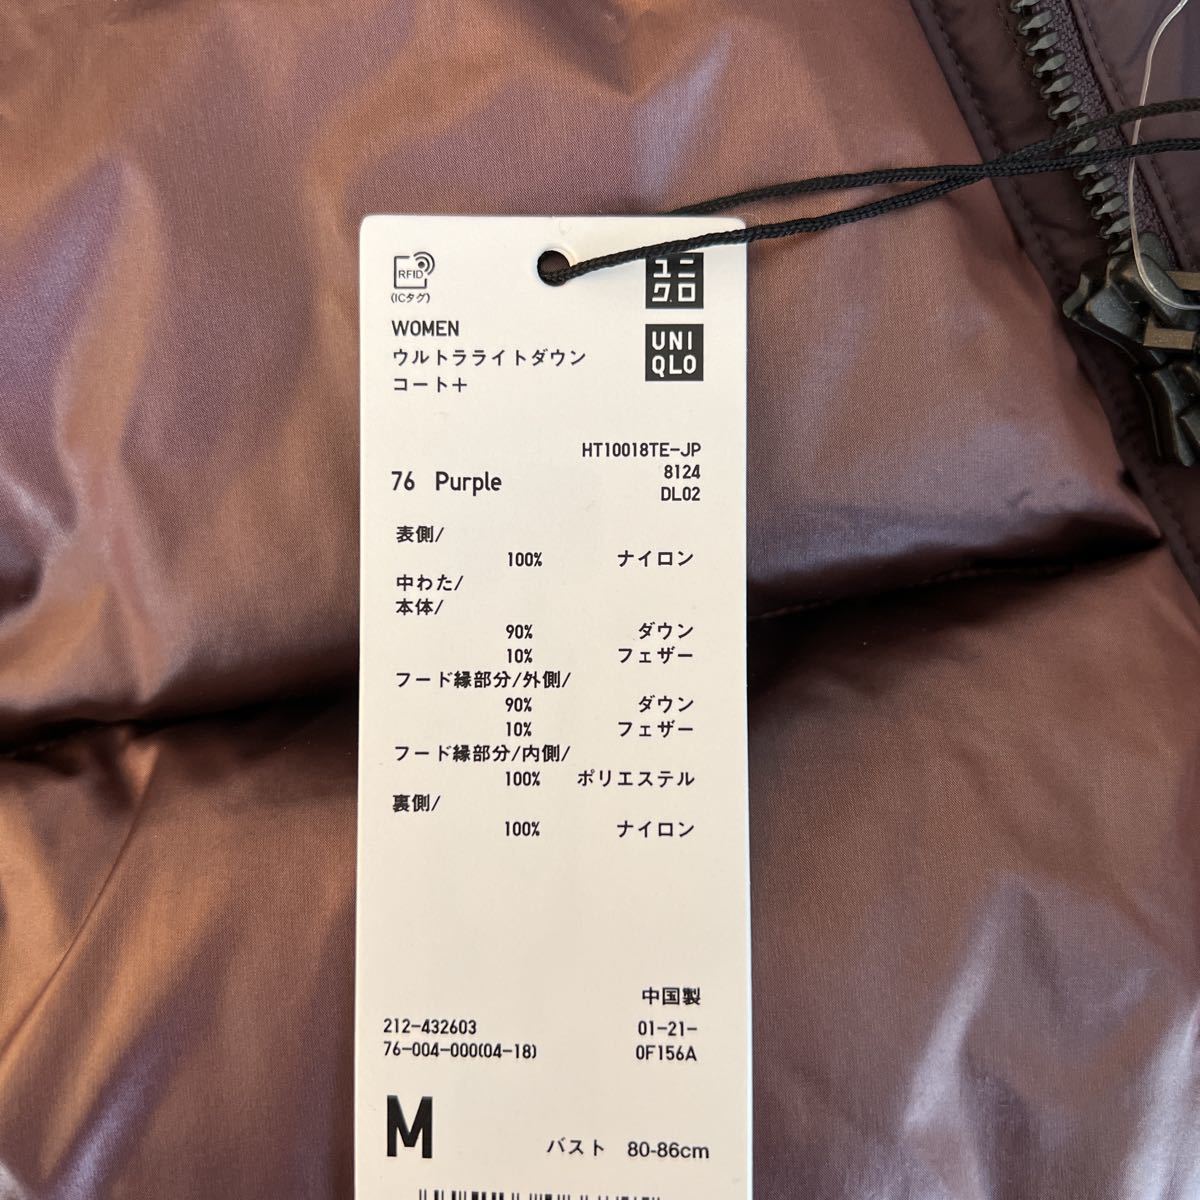 RFID
(ICタグ)
ユニ
クロ
UNI
QLO
WOMEN
ウルトラライトダウン
コート+
HT10018TE-JP
8124
DL02
76 Purple
表側/
100% ナイロン
中わた/
本体/
90% ダウン
10% フェザー
フード縁部分/外側/
90% ダウン
10% フェザー
フード縁部分/内側/
100% ポリエステル
裏側/
100% ナイロン
中国製
212-432603 01-21-
76-004-000(04-18) 0F156A
M バスト 80-86cm